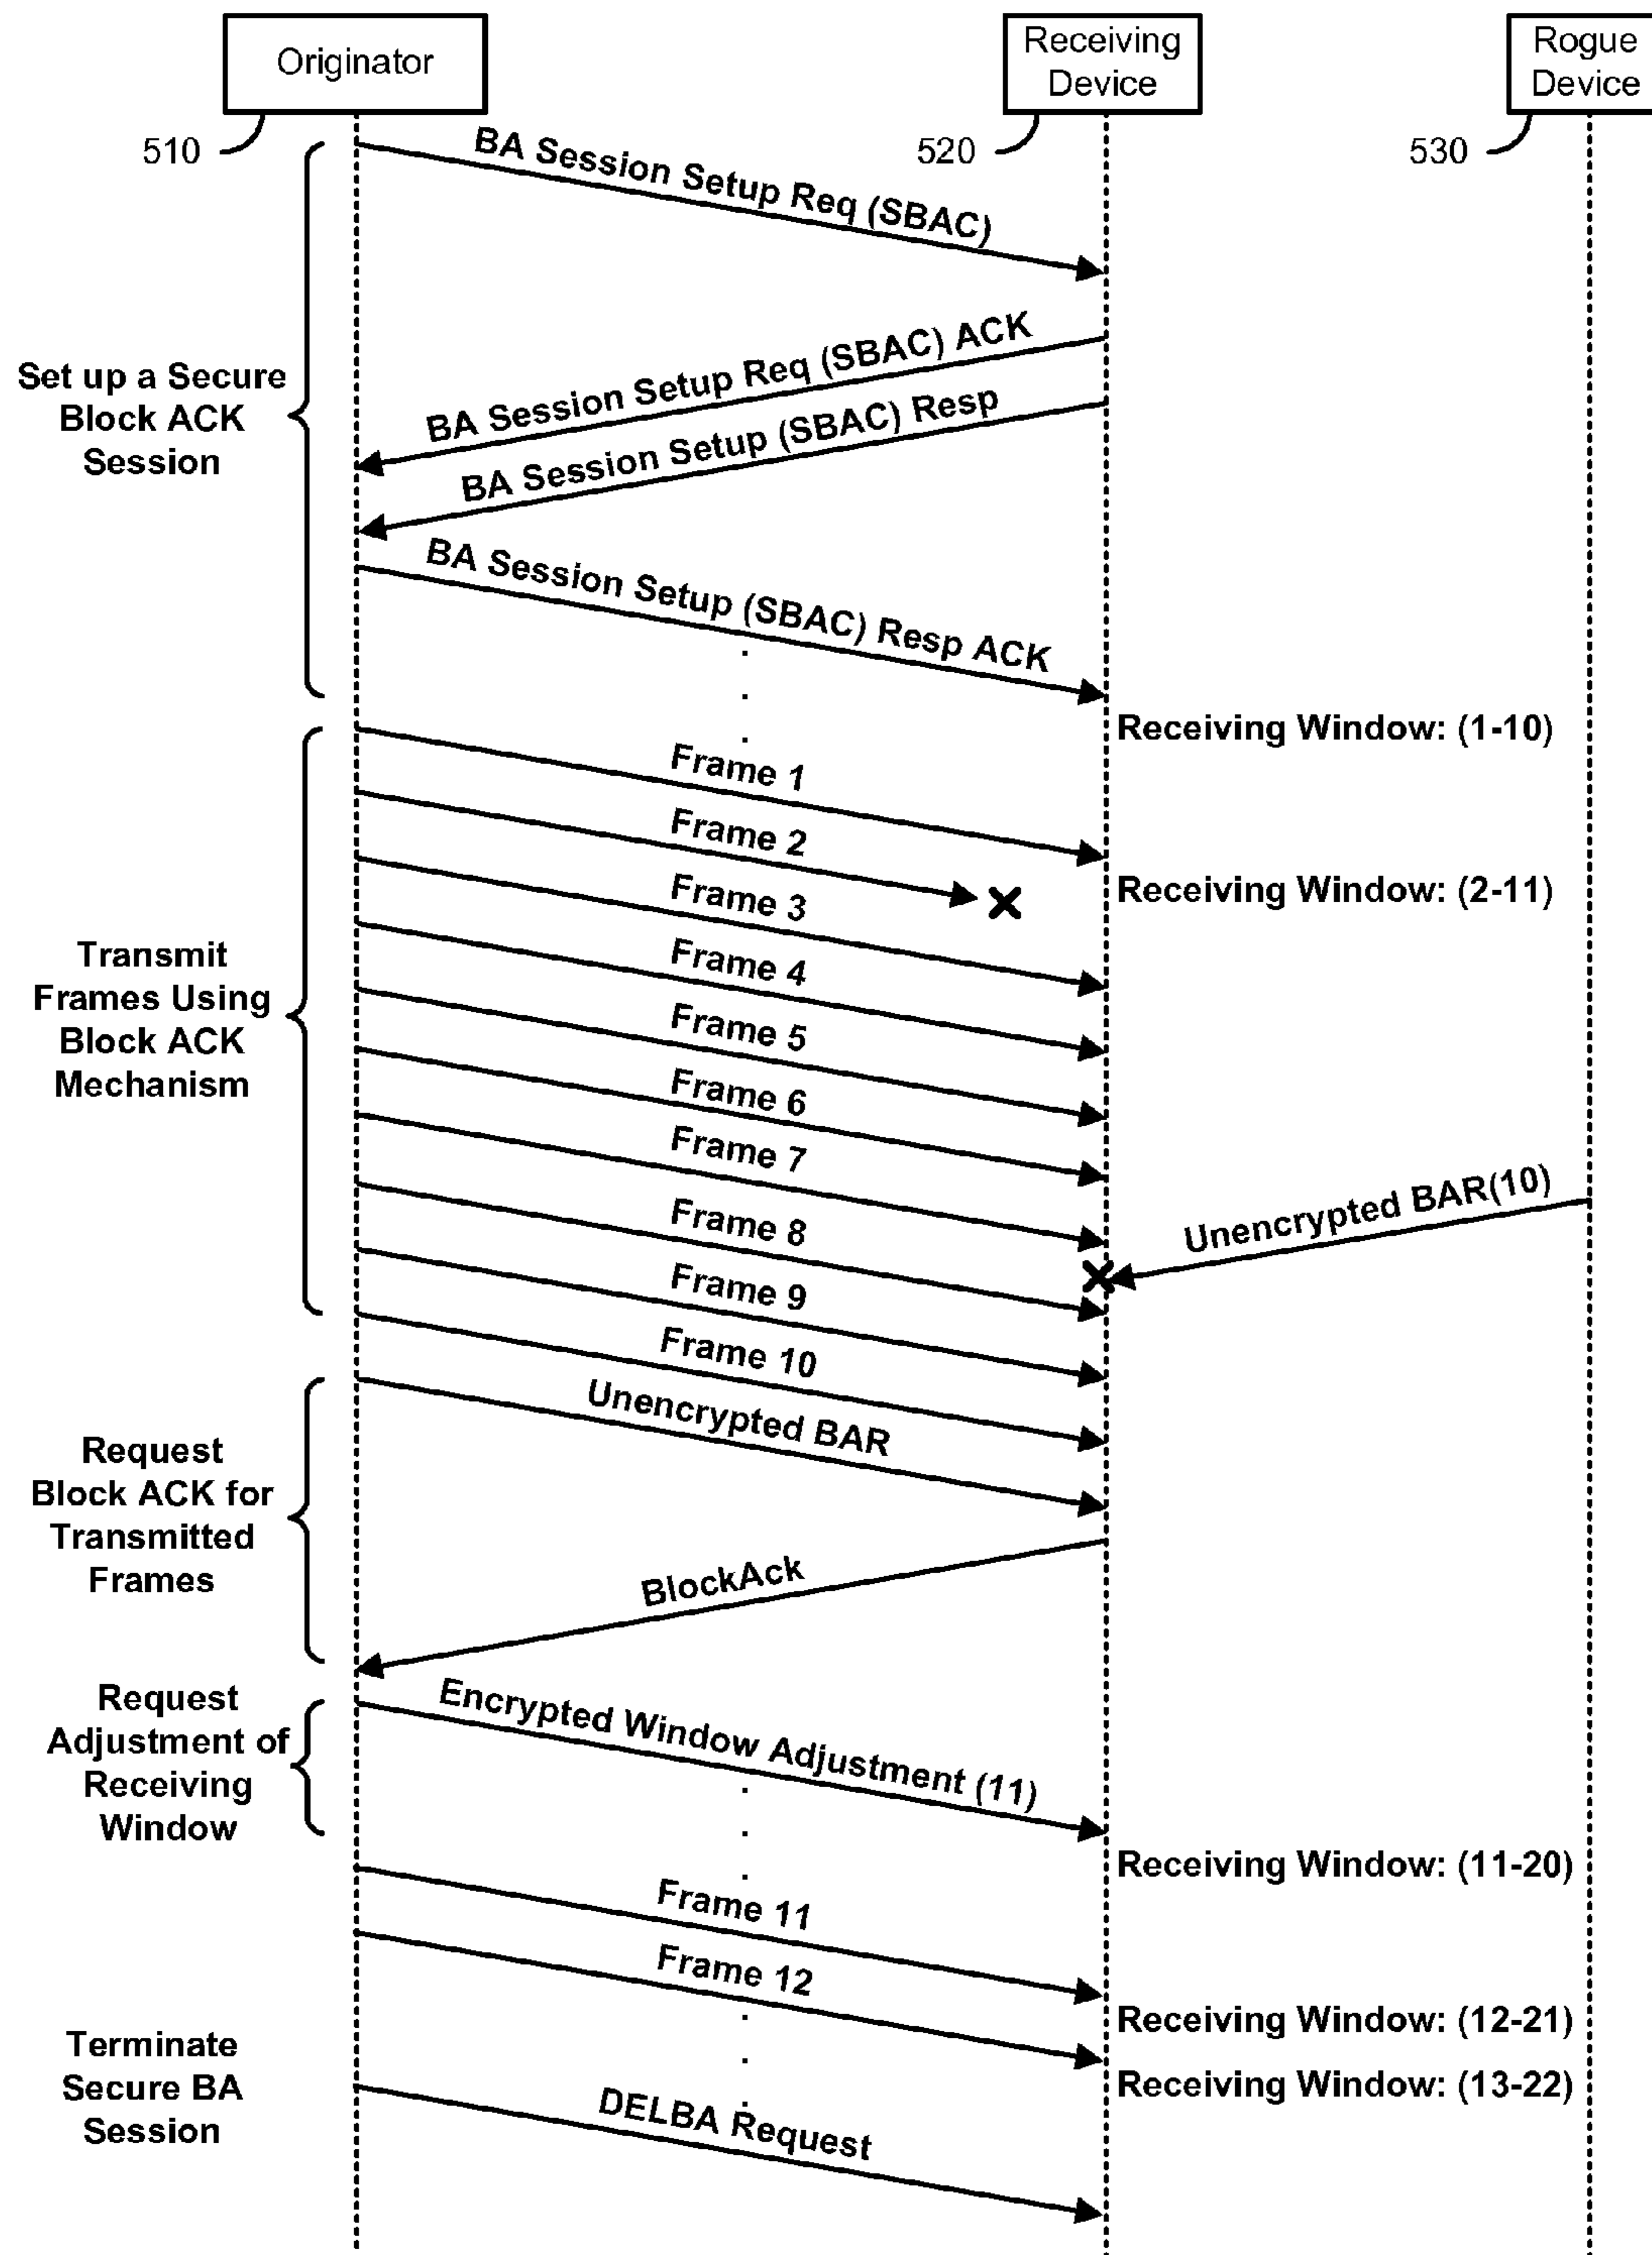 Originator
Receiving
Device
Rogue
Device
510
520
530
BA Session Setup Req (SBAC)
BA Session Setup Req (SBAC) ACK
Set up a Secure
Block ACK
Session
BA Session Setup (SBAC) Resp
BA Session Setup (SBAC) Resp ACK
Receiving Window: (1-10)
Frame 1
Frame 2
Receiving Window: (2-11)
Frame 3
Transmit
Frames Using
Block ACK
Mechanism
Frame 4
Frame 5
Frame 6
Frame 7
Unencrypted BAR(10)
Frame 8
Frame 9
Frame 10
Unencrypted BAR
Request
Block ACK for
Transmitted
Frames
BlockAck
Request
Adjustment of
Receiving
Window
Encrypted Window Adjustment (11)
Receiving Window: (11-20)
Frame 11
Frame 12
Receiving Window: (12-21)
Terminate
Secure BA
Session
Receiving Window: (13-22)
DELBA Request